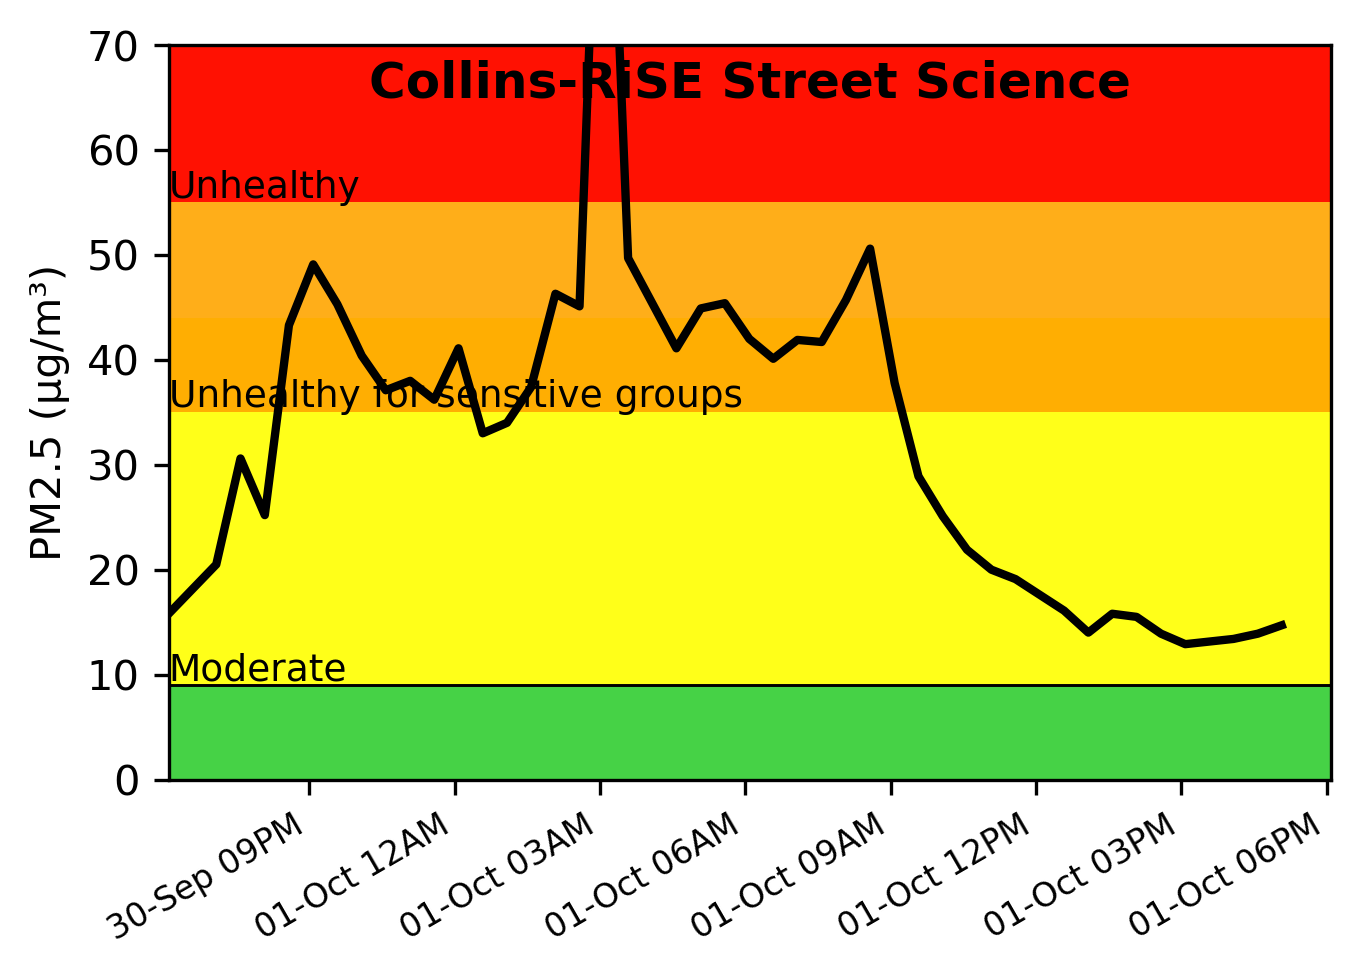 Collins-RiSE Street Science
70
60
Unhealthy
50
40
Unhealthy for sensitive groups
30
20
Moderate
10
0
PM2.5 (µg/m³)
30-Sep 09PM
01-Oct 12AM
01-Oct 03AM
01-Oct 06AM
01-Oct 09AM
01-Oct 12PM
01-Oct 03PM
01-Oct 06PM